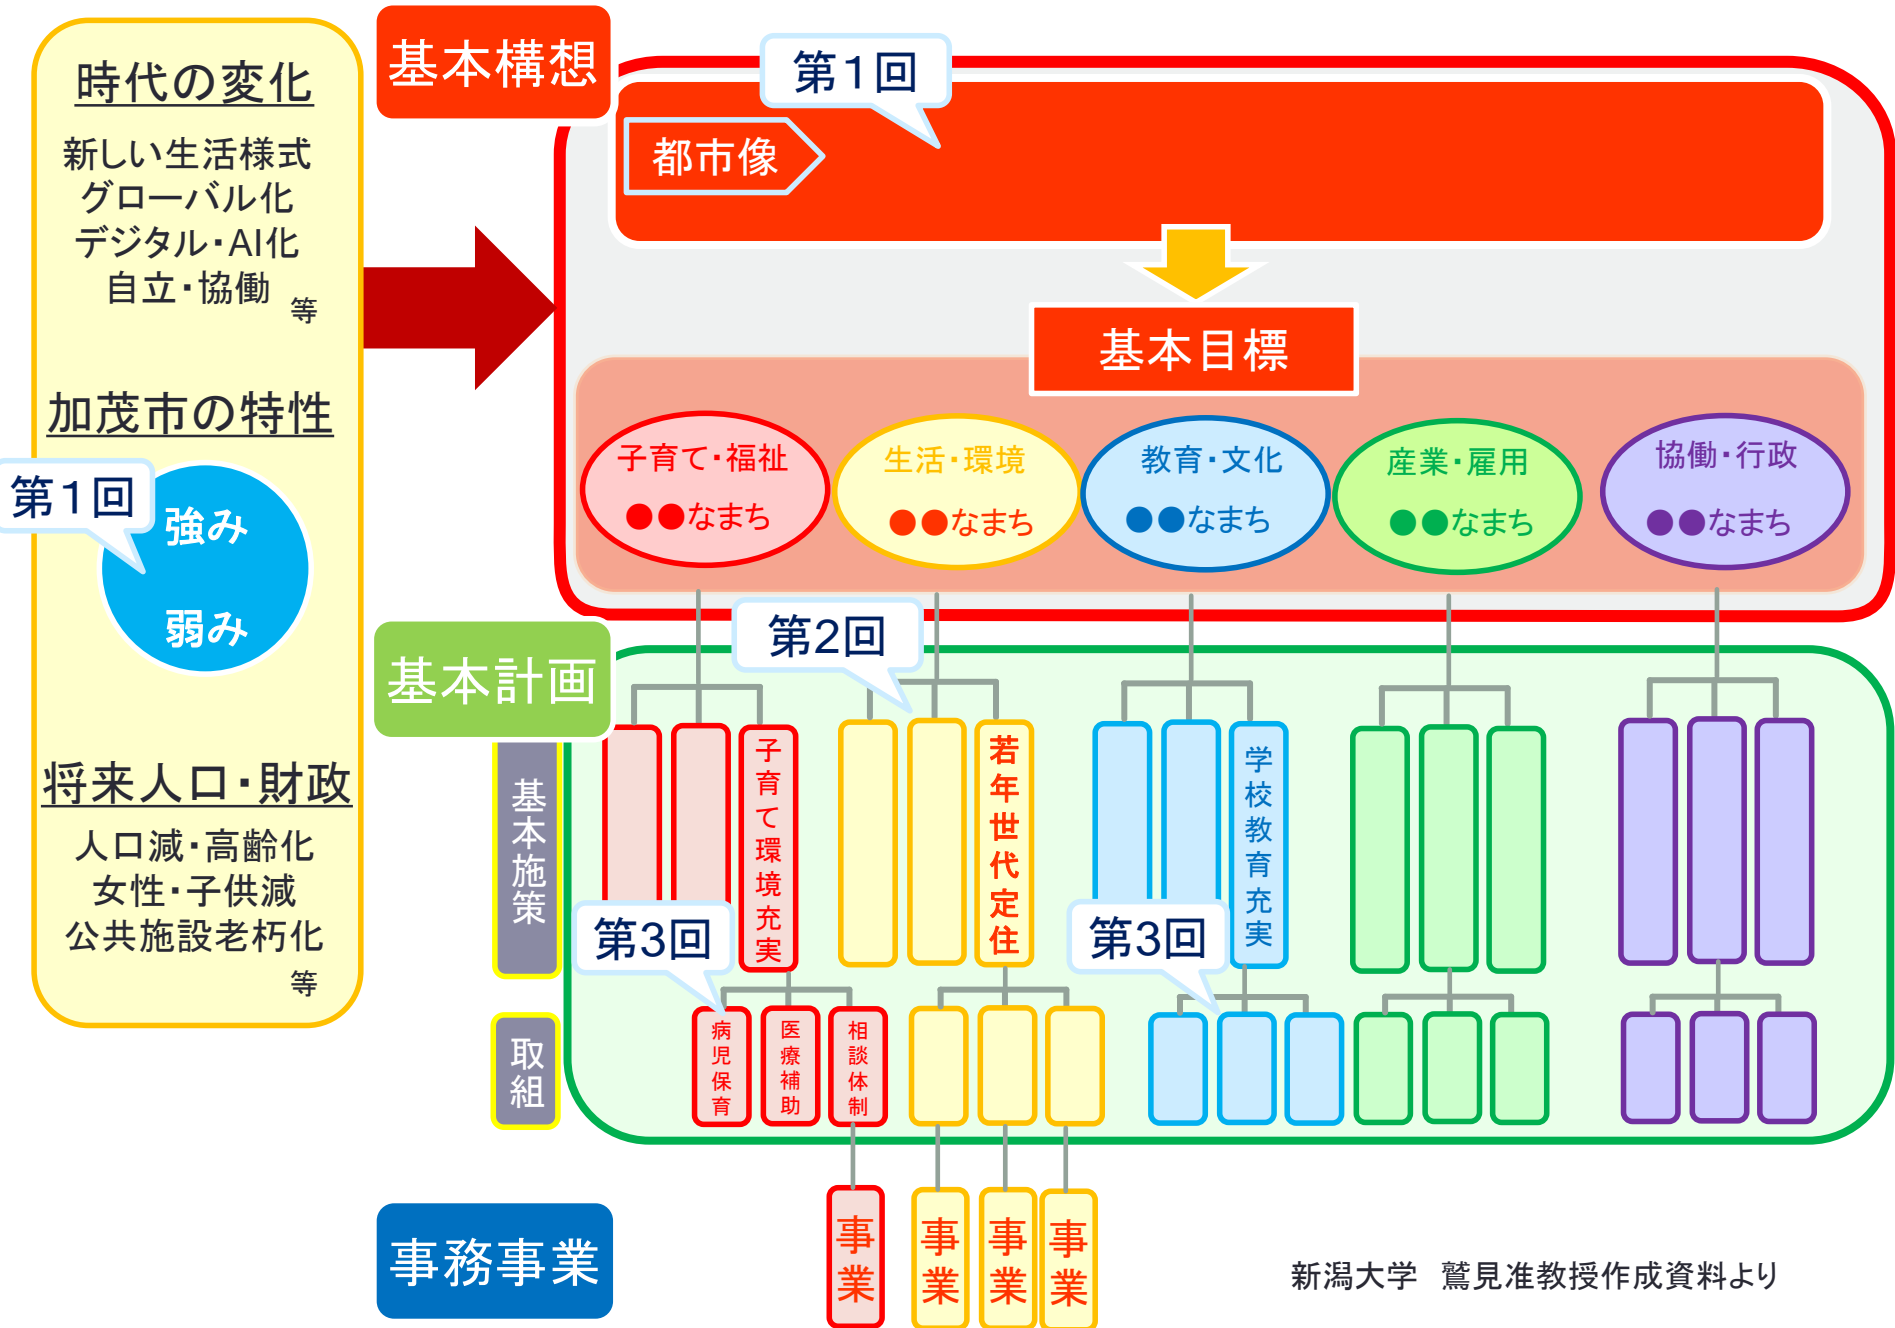 時代の変化
新しい生活様式
グローバル化
デジタル・AI化
自立・協働
等
加茂市の特性
第1回
強み
弱み
将来人口・財政
人口減・高齢化
女性・子供減
公共施設老朽化
等
基本構想
第1回
都市像
基本目標
子育て・福祉
●●なまち
生活・環境
●●なまち
教育・文化
●●なまち
産業・雇用
●●なまち
協働・行政
●●なまち
基本計画
第2回
基本施策
子育て環境充実
若年世代定住
学校教育充実
第3回
第3回
取組
病児保育
医療補助
相談体制
事務事業
事業
事業
事業
事業
新潟大学 鷲見准教授作成資料より